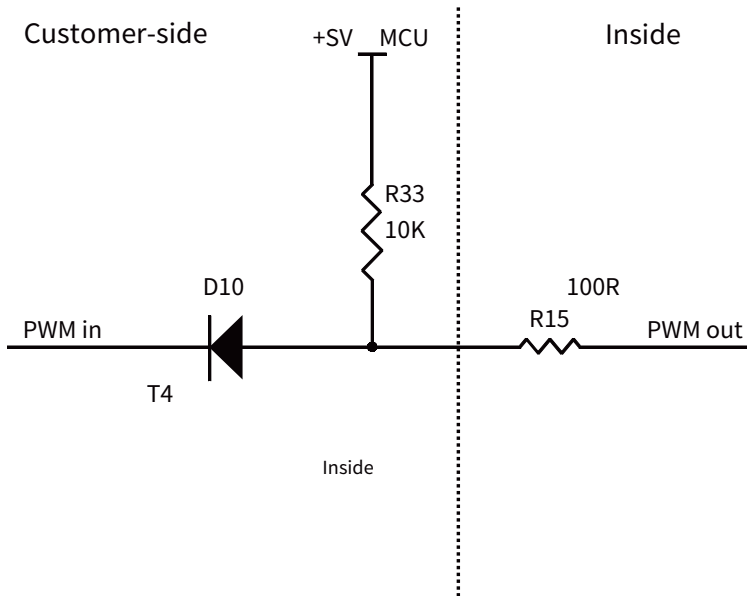 Customer-side
+SV MCU
Inside
R33
10K
D10
100R
R15
PWM in
PWM out
T4
Inside